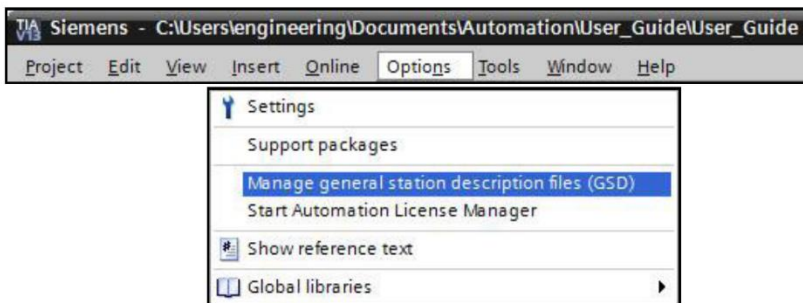 TIA V13 Siemens - C:\Users\engineering\Documents\Automation\User_Guide\User_Guide
Project Edit View Insert Online Options Tools Window Help
Settings
Support packages
Manage general station description files (GSD)
Start Automation License Manager
Show reference text
Global libraries